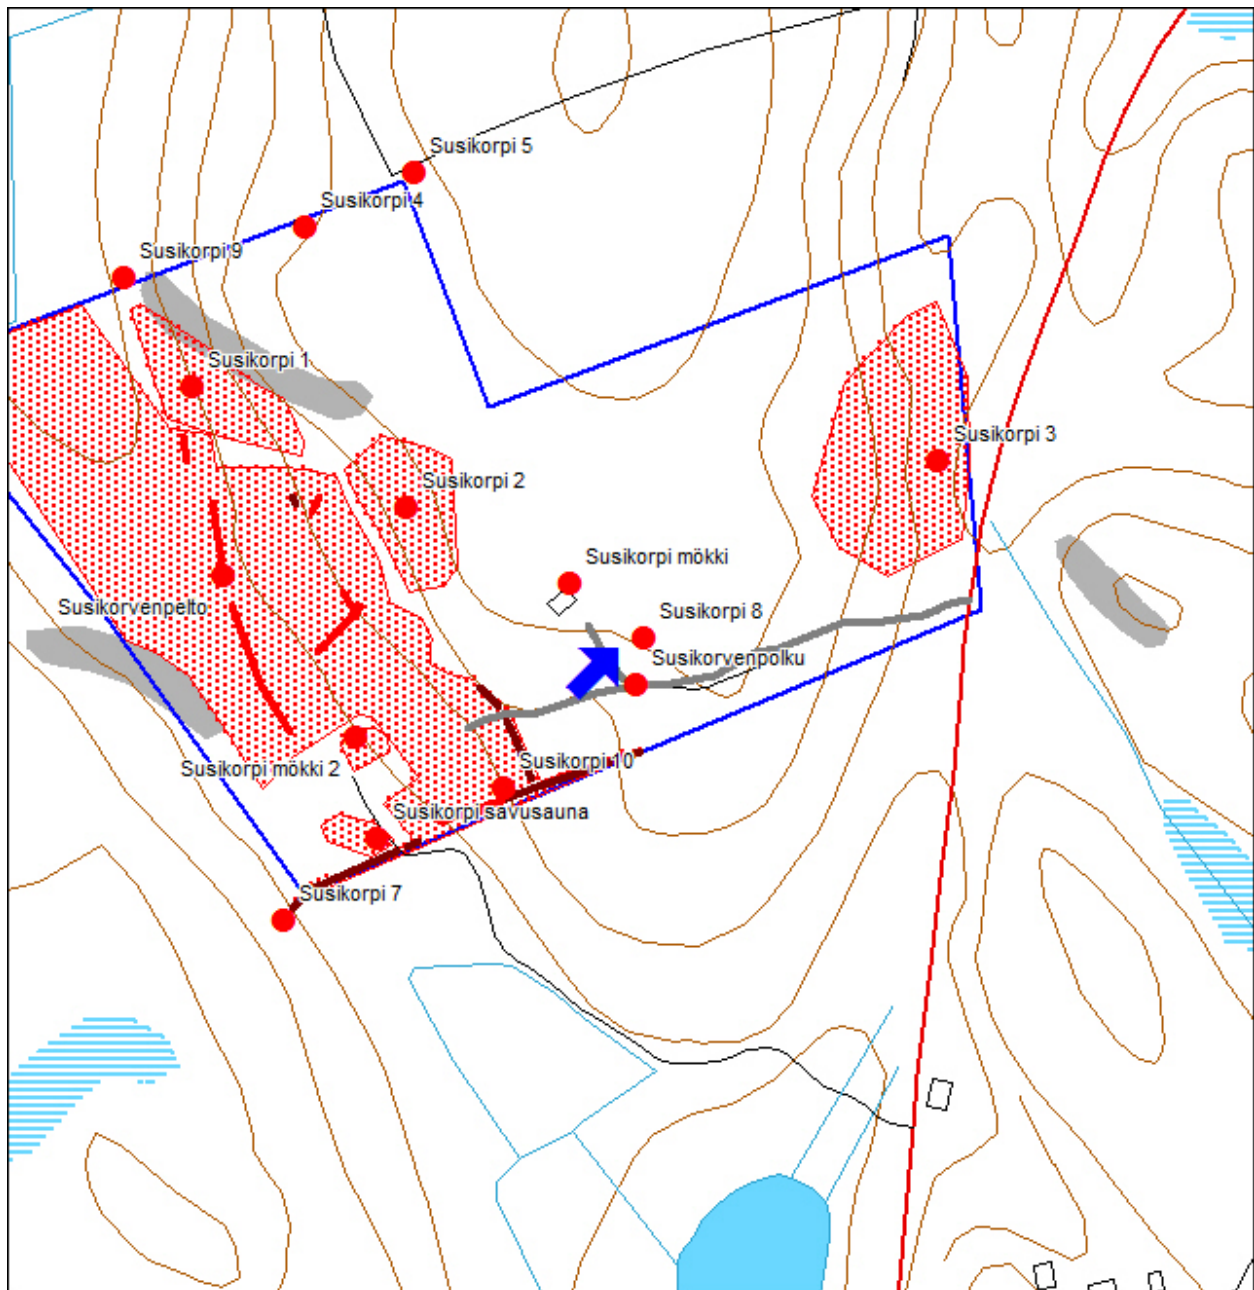 Susikorpi 5
Susikorpi 4
Susikorpi 9
Susikorpi 1
Susikorpi 3
Susikorpi 2
Susikorpi mökki
Susikorvenpelto
Susikorpi 8
Susikorvenpolku
Susikorpi mökki 2
Susikorpi 10
Susikorpi savusauna
Susikorpi 7